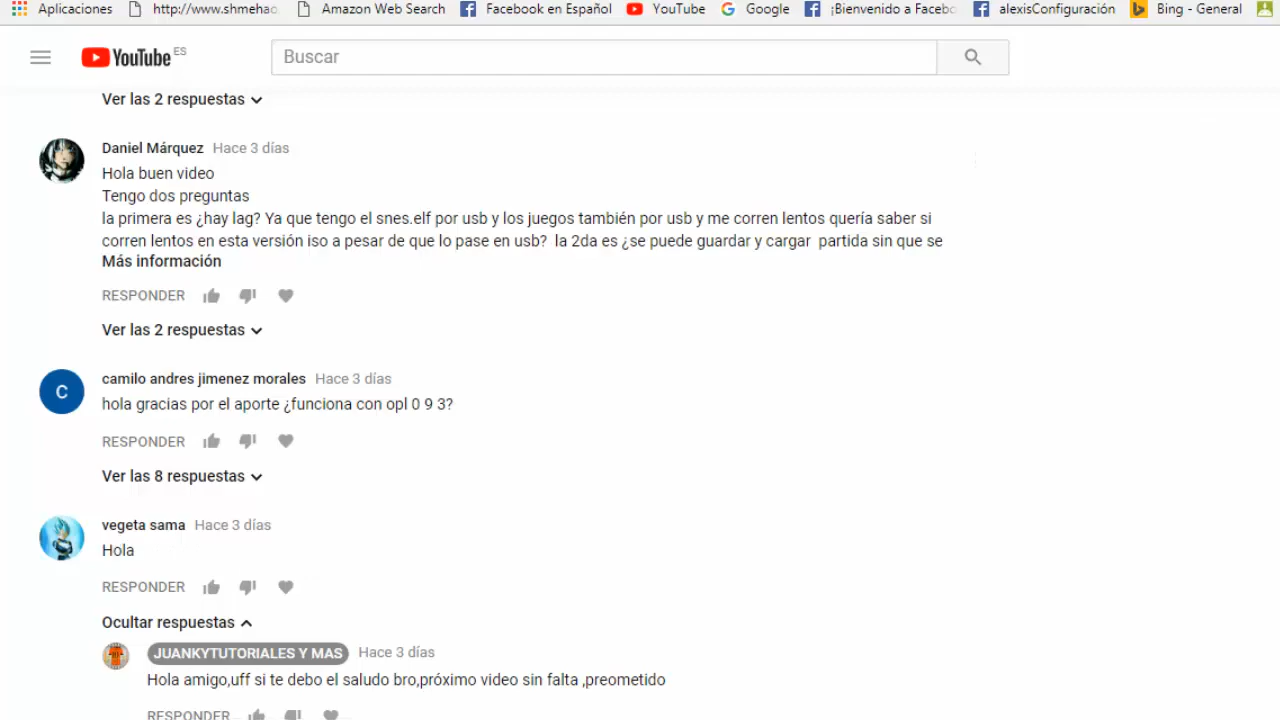 Aplicaciones http://www.shmehao. Amazon Web Search Facebook en Español YouTube Google ¡Bienvenido a Facebo alexisConfiguración Bing - General
YouTube ES Buscar
Ver las 2 respuestas
Daniel Márquez Hace 3 días
Hola buen video
Tengo dos preguntas
la primera es ¿hay lag? Ya que tengo el snes.elf por usb y los juegos también por usb y me corren lentos quería saber si
corren lentos en esta versión iso a pesar de que lo pase en usb? la 2da es ¿se puede guardar y cargar partida sin que se
Más información
RESPONDER
Ver las 2 respuestas
C
camilo andres jimenez morales Hace 3 días
hola gracias por el aporte ¿funciona con opl 0 9 3?
RESPONDER
Ver las 8 respuestas
vegeta sama Hace 3 días
Hola
RESPONDER
Ocultar respuestas
JUANKYTUTORIALES Y MAS Hace 3 días
Hola amigo,uff si te debo el saludo bro,próximo video sin falta ,preometido
RESPONDER